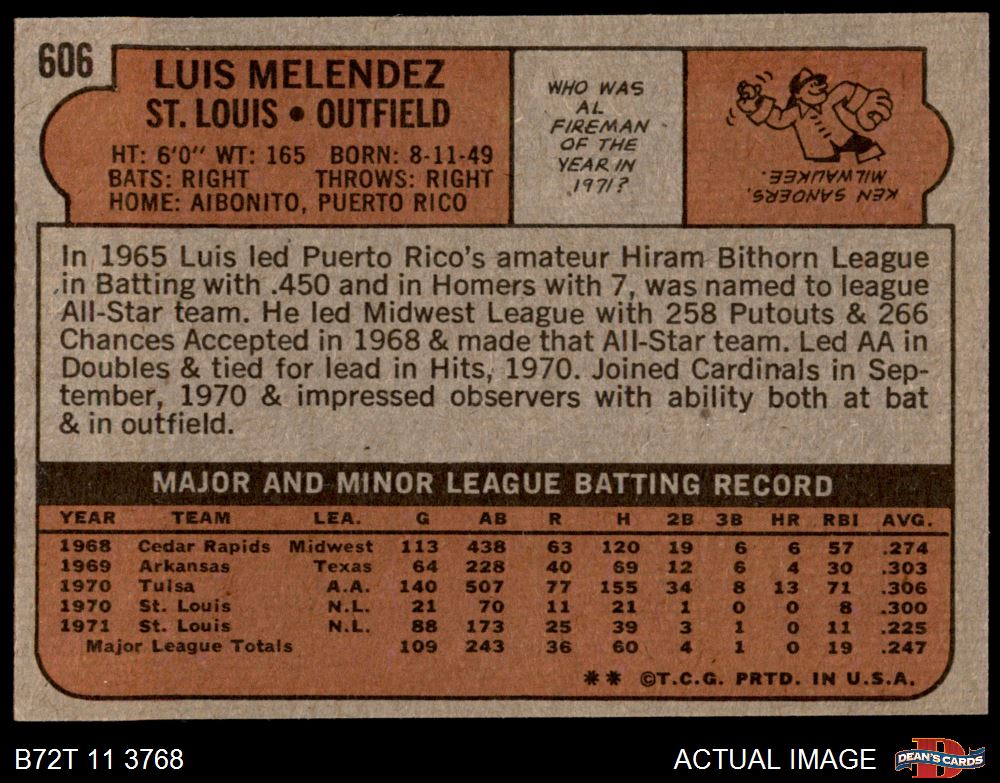 606
LUIS MELENDEZ
ST. LOUIS • OUTFIELD
HT: 6'0" WT: 165 BORN: 8-11-49
BATS: RIGHT THROWS: RIGHT
HOME: AIBONITO, PUERTO RICO
WHO WAS
AL
FIREMAN
OF THE
YEAR IN
1971?
KEN SANDERS,
MILWAUKEE.
In 1965 Luis led Puerto Rico's amateur Hiram Bithorn League
in Batting with .450 and in Homers with 7, was named to league
All-Star team. He led Midwest League with 258 Putouts & 266
Chances Accepted in 1968 & made that All-Star team. Led AA in
Doubles & tied for lead in Hits, 1970. Joined Cardinals in Sep-
tember, 1970 & impressed observers with ability both at bat
& in outfield.
MAJOR AND MINOR LEAGUE BATTING RECORD
YEAR TEAM LEA. G AB R H 2B 3B HR RBI AVG.
1968 Cedar Rapids Midwest 113 438 63 120 19 6 6 57 .274
1969 Arkansas Texas 64 228 40 69 12 6 4 30 .303
1970 Tulsa A.A. 140 507 77 155 34 8 13 71 .306
1970 St. Louis N.L. 21 70 11 21 1 0 0 8 .300
1971 St. Louis N.L. 88 173 25 39 3 1 0 11 .225
Major League Totals 109 243 36 60 4 1 0 19 .247
** ©T.C.G. PRTD. IN U.S.A.
B72T 11 3768
ACTUAL IMAGE
D
DEAN'S CARDS